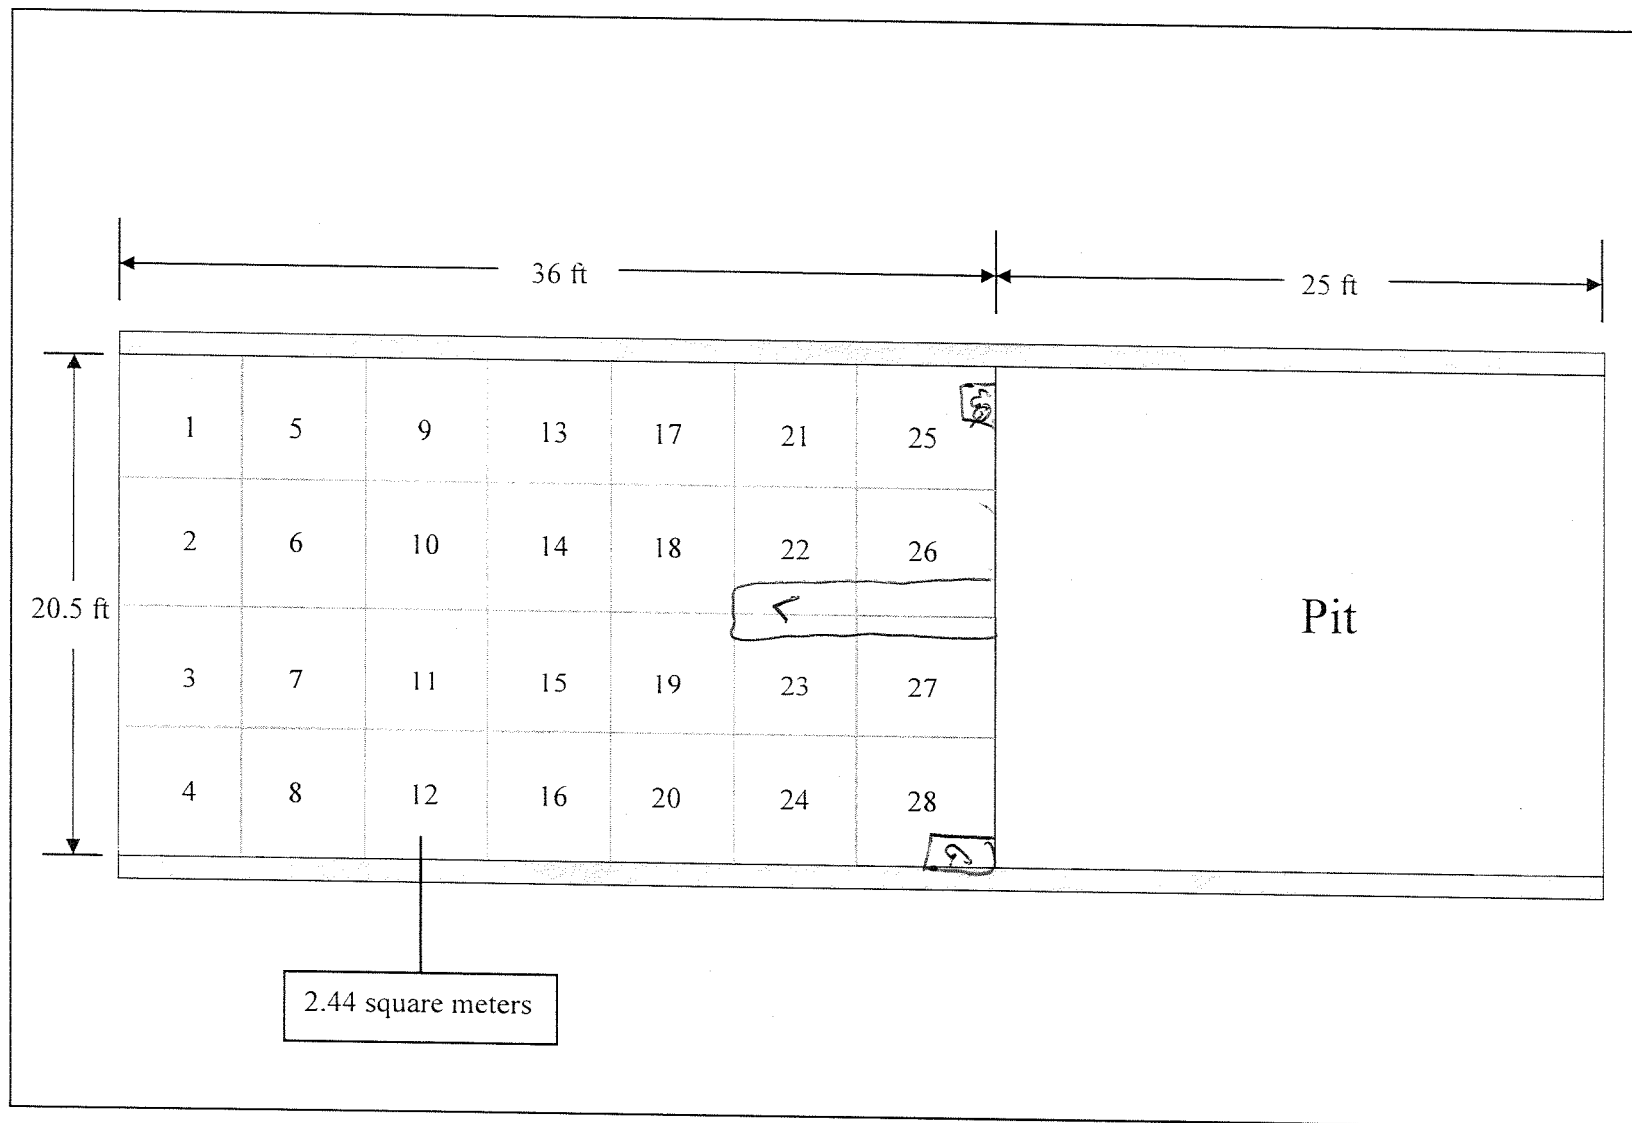 36 ft
25 ft
1 5 9 13 17 21 25
2 6 10 14 18 22 26
20.5 ft
Pit
3 7 11 15 19 23 27
4 8 12 16 20 24 28
2.44 square meters